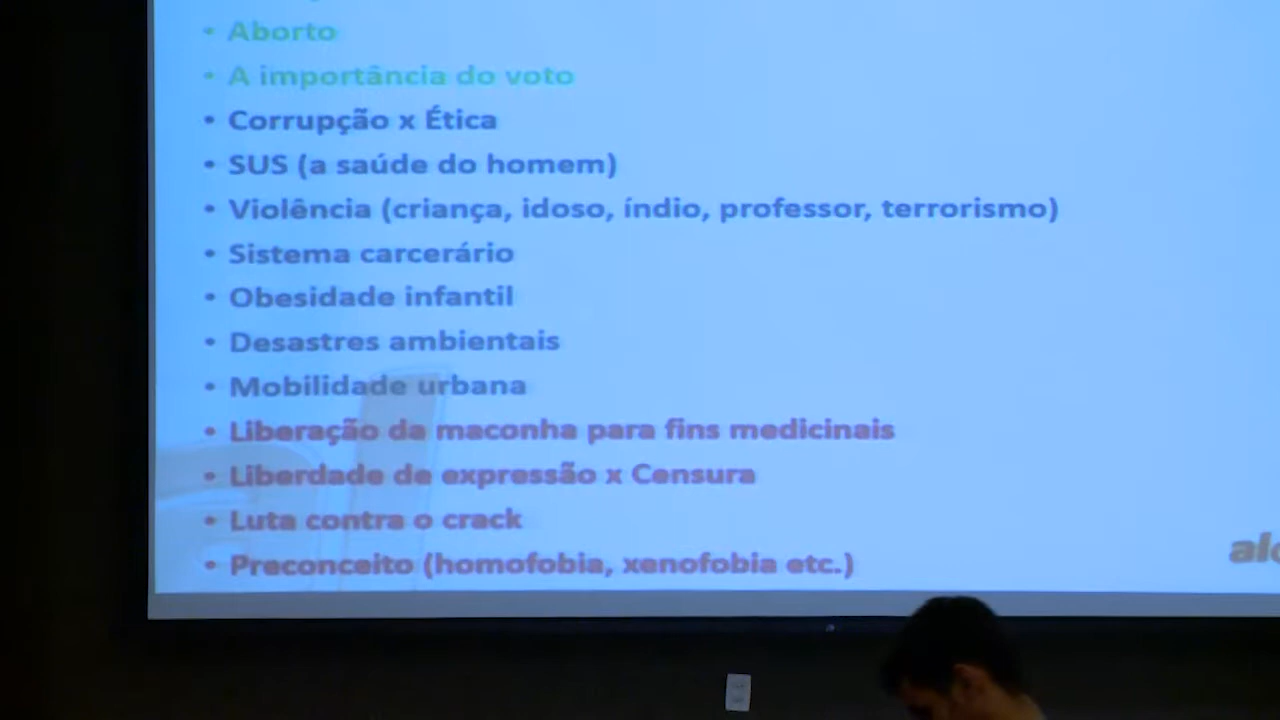 • Aborto
• A importância do voto
• Corrupção x Ética
• SUS (a saúde do homem)
• Violência (criança, idoso, índio, professor, terrorismo)
• Sistema carcerário
• Obesidade infantil
• Desastres ambientais
• Mobilidade urbana
• Liberação da maconha para fins medicinais
• Liberdade de expressão x Censura
• Luta contra o crack
• Preconceito (homofobia, xenofobia etc.)